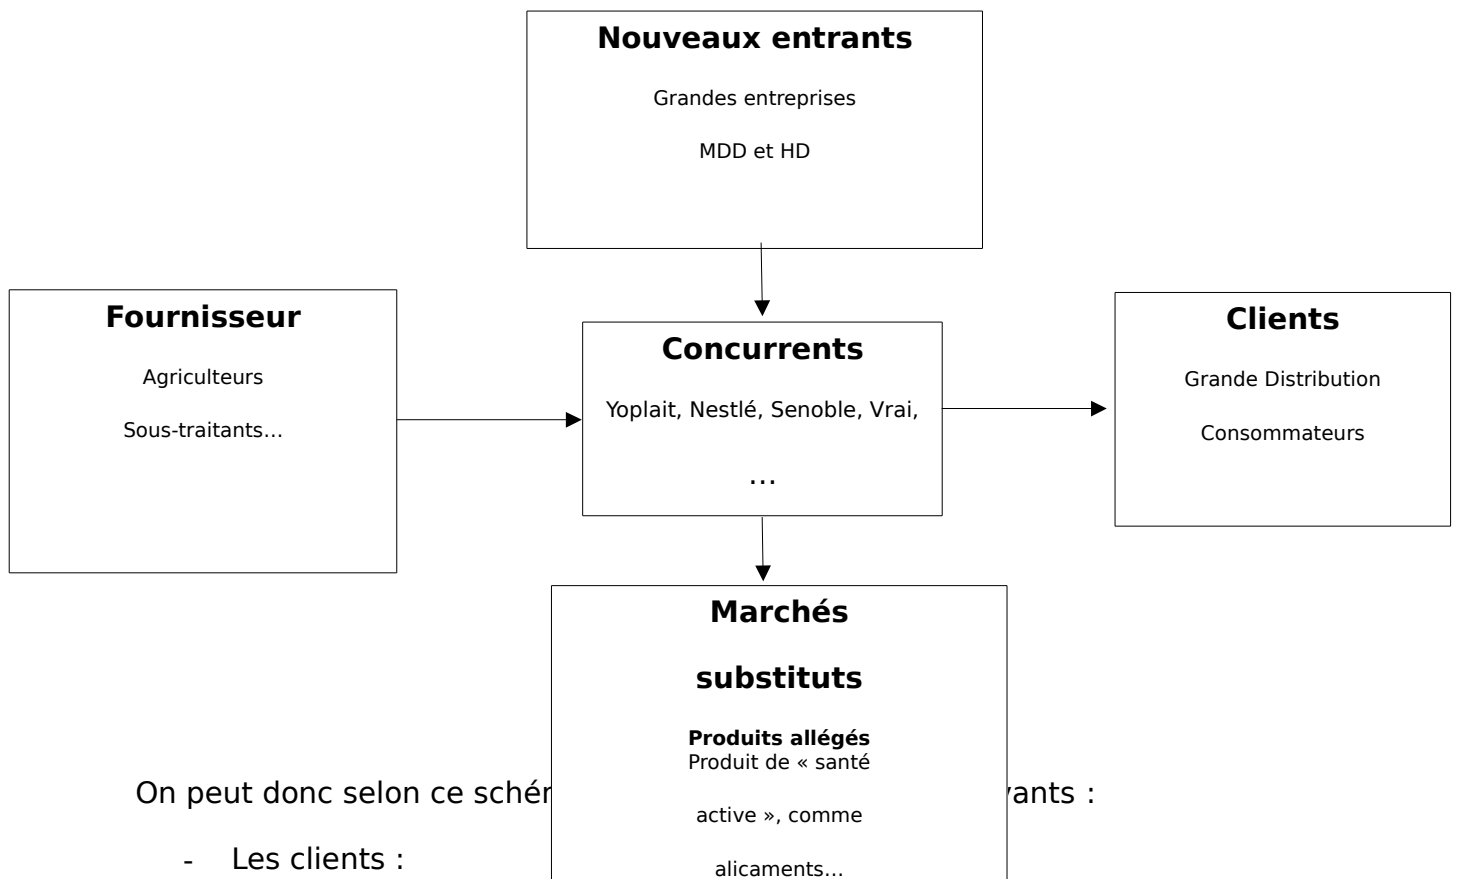 Nouveaux entrants
Grandes entreprises
MDD et HD
Fournisseur
Agriculteurs
Sous-traitants…
Concurrents
Yoplait, Nestlé, Senoble, Vrai,
…
Clients
Grande Distribution
Consommateurs
Marchés
substituts
Produits allégés
Produit de « santé
active », comme
alicaments…
On peut donc selon ce vants :
- Les clients :